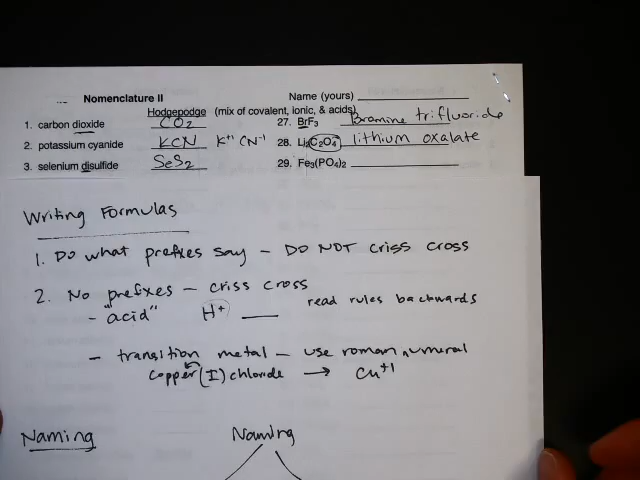 Nomenclature II Name (yours)
Hodgepodge (mix of covalent, ionic, & acids)
1. carbon dioxide CO₂ 27. BrF₃ Bromine trifluoride
2. potassium cyanide KCN K⁺¹ CN⁻¹ 28. Li₂C₂O₄ lithium oxalate
3. selenium disulfide SeS₂ 29. Fe₃(PO₄)₂
Writing Formulas
1. Do what prefixes say - DO NOT criss cross
2. No prefixes - criss cross
- "acid" H⁺ read rules backwards
- transition metal - use roman numeral
copper (I) chloride → Cu⁺¹
Naming Naming